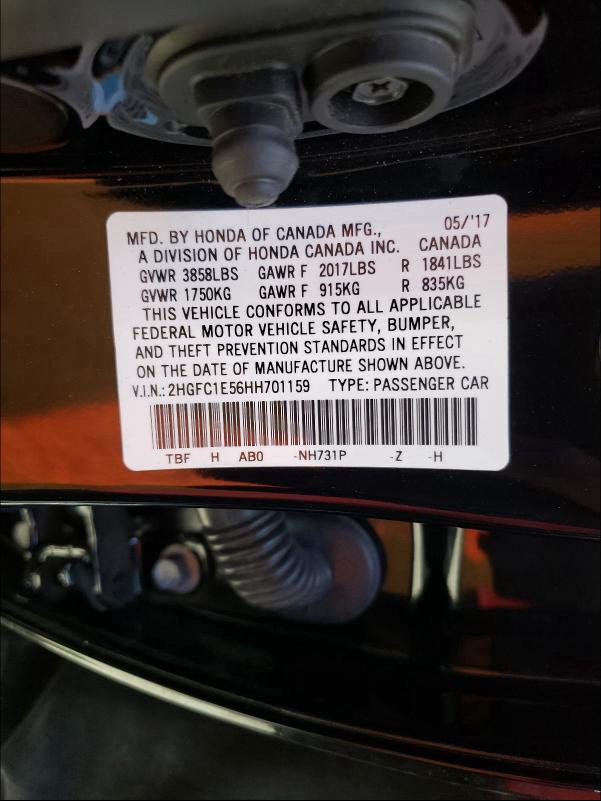 MFD. BY HONDA OF CANADA MFG., 05/'17
A DIVISION OF HONDA CANADA INC. CANADA
GVWR 3858LBS GAWR F 2017LBS R 1841LBS
GVWR 1750KG GAWR F 915KG R 835KG
THIS VEHICLE CONFORMS TO ALL APPLICABLE
FEDERAL MOTOR VEHICLE SAFETY, BUMPER,
AND THEFT PREVENTION STANDARDS IN EFFECT
ON THE DATE OF MANUFACTURE SHOWN ABOVE.
V.I.N.: 2HGFC1E56HH701159 TYPE: PASSENGER CAR
TBF H AB0 -NH731P -Z -H